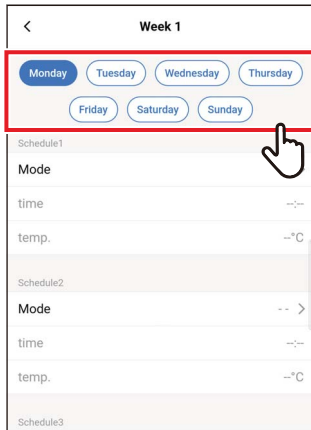 Week 1
Monday Tuesday Wednesday Thursday
Friday Saturday Sunday
Schedule1
Mode
time --:--
temp. --°C
Schedule2
Mode - - >
time --:--
temp. --°C
Schedule3